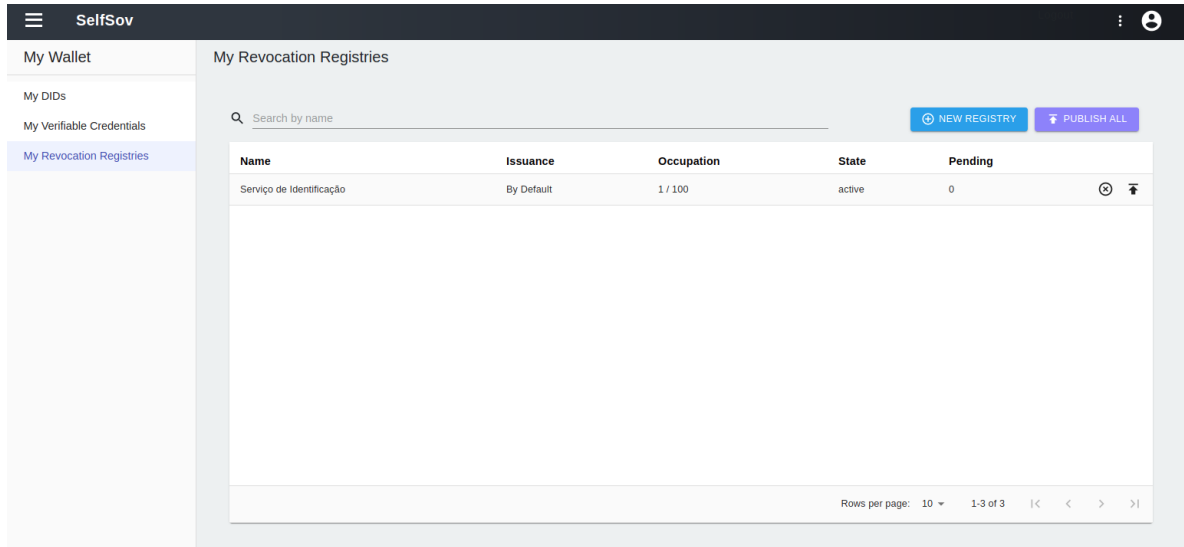 SelfSov
My Wallet
My Revocation Registries
My DIDs
My Verifiable Credentials
My Revocation Registries
Search by name
NEW REGISTRY
PUBLISH ALL
Name Issuance Occupation State Pending
Serviço de Identificação By Default 1 / 100 active 0
Rows per page: 10 1-3 of 3